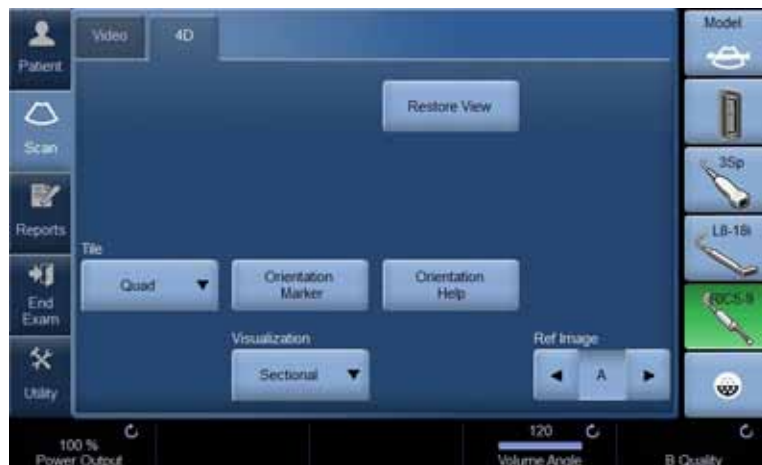 Video
4D
Model
Patient
Restore View
Scan
3Sp
Reports
L8-18i
Tile
Quad
Orientation
Marker
Orientation
Help
End
Exam
RIC5-9
Visualization
Ref Image
Sectional
A
Utility
100 %
Power Output
120
Volume Angle
B Quality